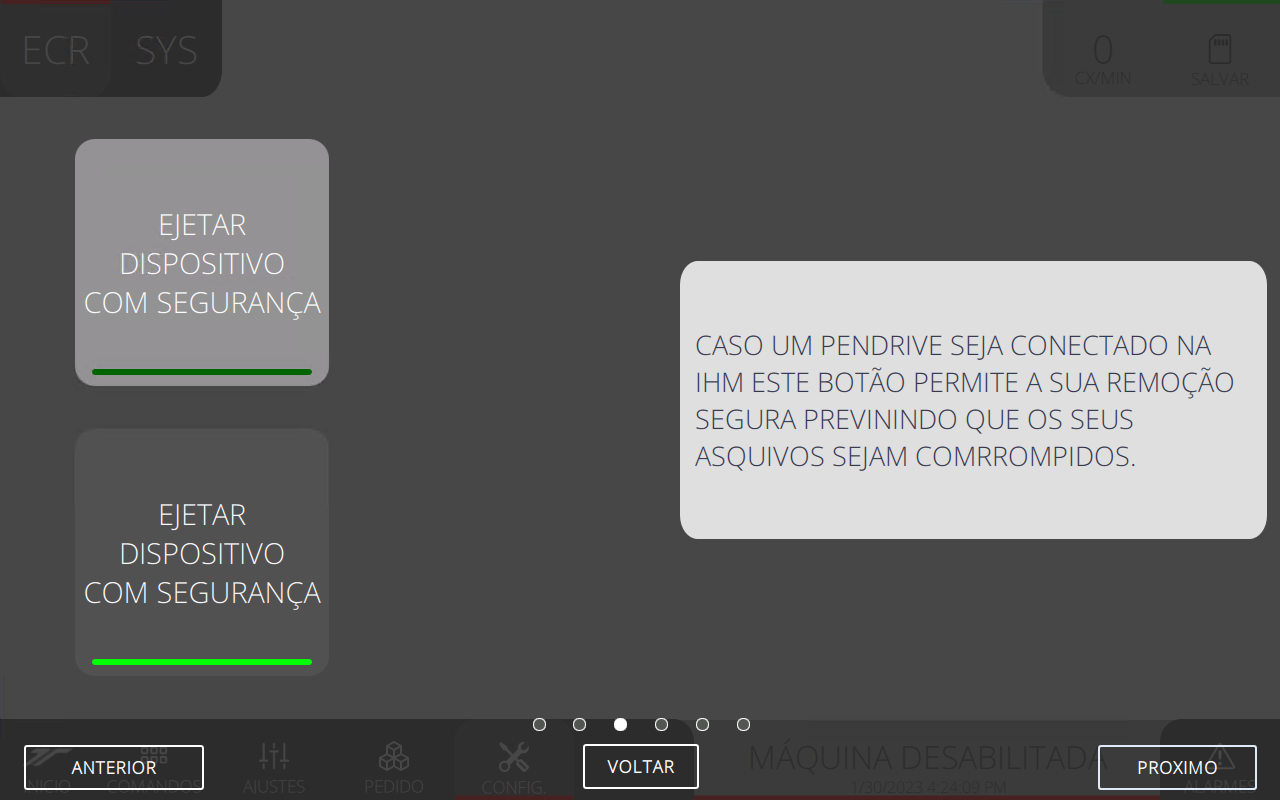 ECR SYS
0
CX/MIN
SALVAR
EJETAR
DISPOSITIVO
COM SEGURANÇA
CASO UM PENDRIVE SEJA CONECTADO NA
IHM ESTE BOTÃO PERMITE A SUA REMOÇÃO
SEGURA PREVININDO QUE OS SEUS
ASQUIVOS SEJAM COMRROMPIDOS.
EJETAR
DISPOSITIVO
COM SEGURANÇA
INICIO
COMANDOS
AJUSTES
PEDIDO
CONFIG.
MÁQUINA DESABILITADA
1/30/2023 4:24:09 PM
ALARMES
ANTERIOR
VOLTAR
PROXIMO